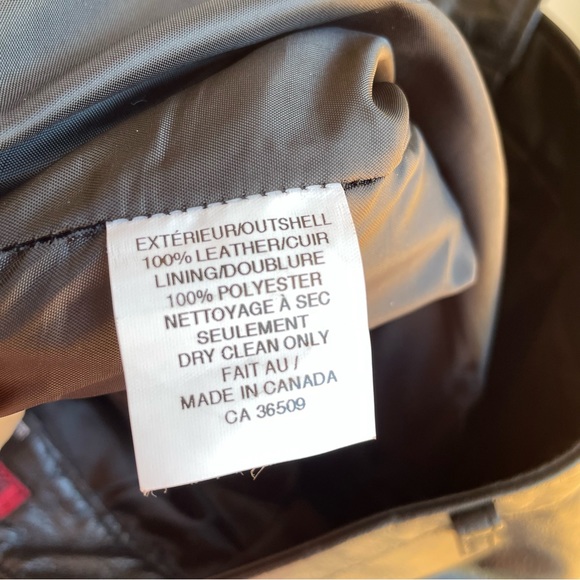 EXTÉRIEUR/OUTSHELL
100% LEATHER/CUIR
LINING/DOUBLURE
100% POLYESTER
NETTOYAGE À SEC
SEULEMENT
DRY CLEAN ONLY
FAIT AU /
MADE IN CANADA
CA 36509